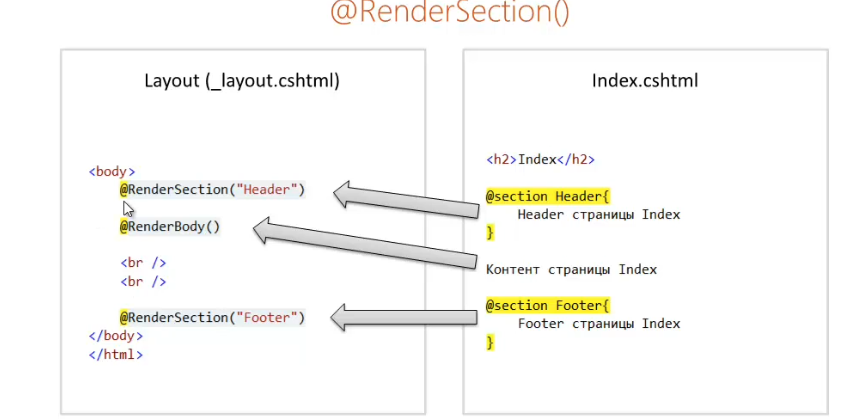 @RenderSection()
Layout (_layout.cshtml)
<body>
@RenderSection("Header")
@RenderBody()
<br />
<br />
@RenderSection("Footer")
</body>
</html>
Index.cshtml
<h2>Index</h2>
@section Header{
Header страницы Index
}
Контент страницы Index
@section Footer{
Footer страницы Index
}